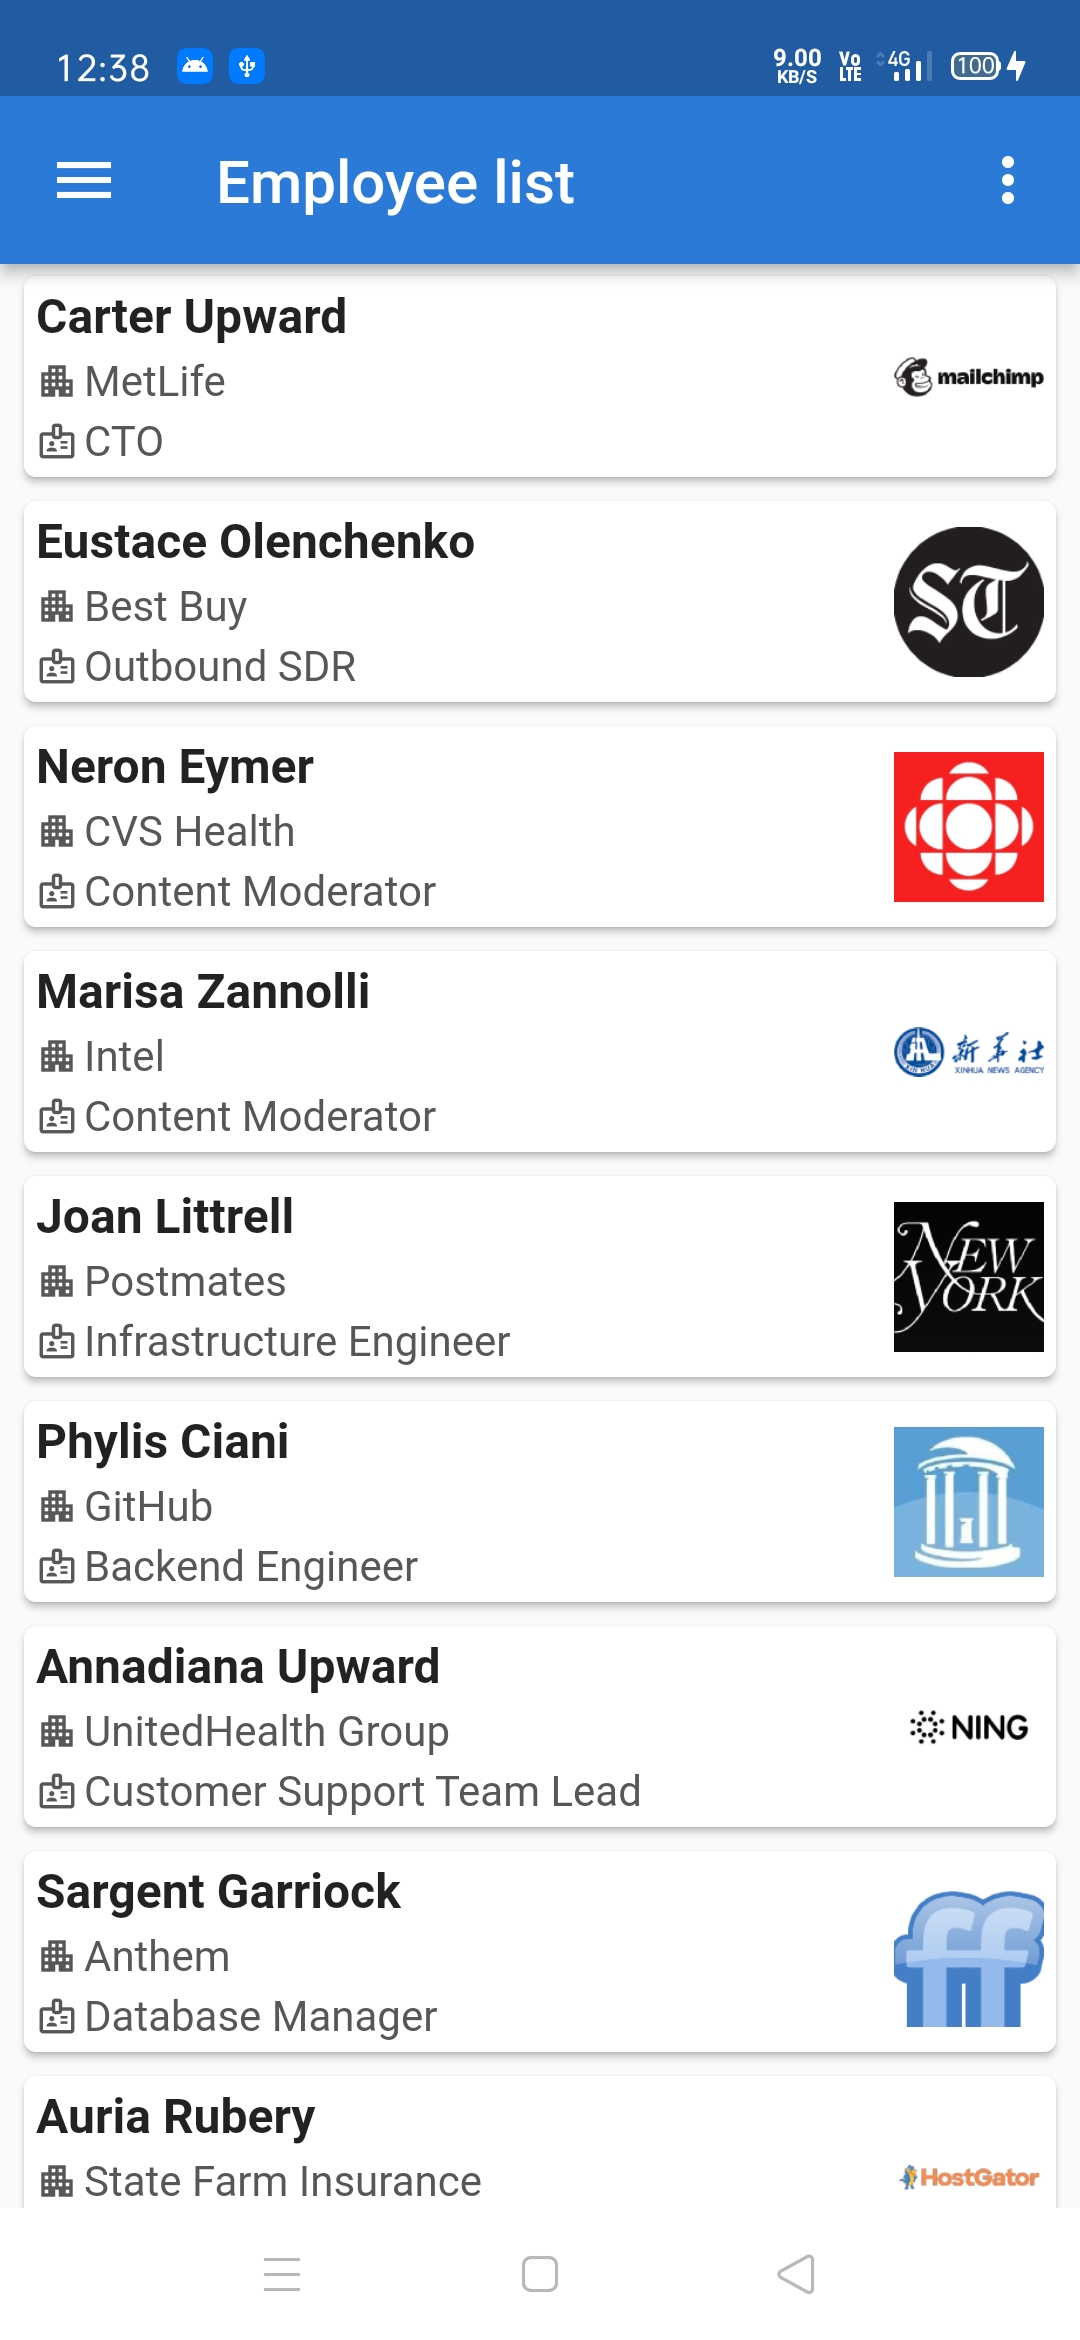 12:38
9.00 KB/S Vo LTE 4G 100
Employee list
Carter Upward
MetLife
mailchimp
CTO
Eustace Olenchenko
Best Buy
ST
Outbound SDR
Neron Eymer
CVS Health
Content Moderator
Marisa Zannolli
Intel
新华社
XINHUA NEWS AGENCY
Content Moderator
Joan Littrell
NEW
YORK
Postmates
Infrastructure Engineer
Phylis Ciani
GitHub
Backend Engineer
Annadiana Upward
UnitedHealth Group
NING
Customer Support Team Lead
Sargent Garriock
Anthem
ff
Database Manager
Auria Rubery
State Farm Insurance
HostGator